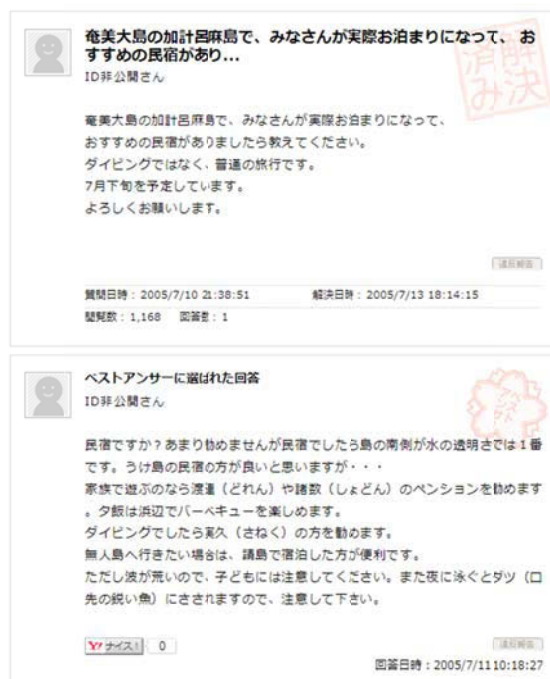 奄美大島の加計呂麻島で、みなさんが実際お泊まりになって、 お
すすめの民宿があり...
ID非公開さん
解決
済み
奄美大島の加計呂麻島で、みなさんが実際お泊まりになって、
おすすめの民宿がありましたら教えてください。
ダイビングではなく、普通の旅行です。
7月下旬を予定しています。
よろしくお願いします。
違反報告
質問日時：2005/7/10 21:38:51 解決日時：2005/7/13 18:14:15
閲覧数：1,168 回答数：1
ベストアンサーに選ばれた回答
ID非公開さん
ベスト
アンサー
民宿ですか？あまり勧めませんが民宿でしたら島の南側が水の透明さでは１番
です。うけ島の民宿の方が良いと思いますが・・・
家族で遊ぶのなら渡連（どれん）や諸数（しょどん）のペンションを勧めます
。夕飯は浜辺でバーベキューを楽しめます。
ダイビングでしたら実久（さねく）の方を勧めます。
無人島へ行きたい場合は、請島で宿泊した方が便利です。
ただし波が荒いので、子どもには注意してください。また夜に泳ぐとダツ（口
先の鋭い魚）にさされますので、注意して下さい。
Y! ナイス! 0
違反報告
回答日時：2005/7/11 10:18:27